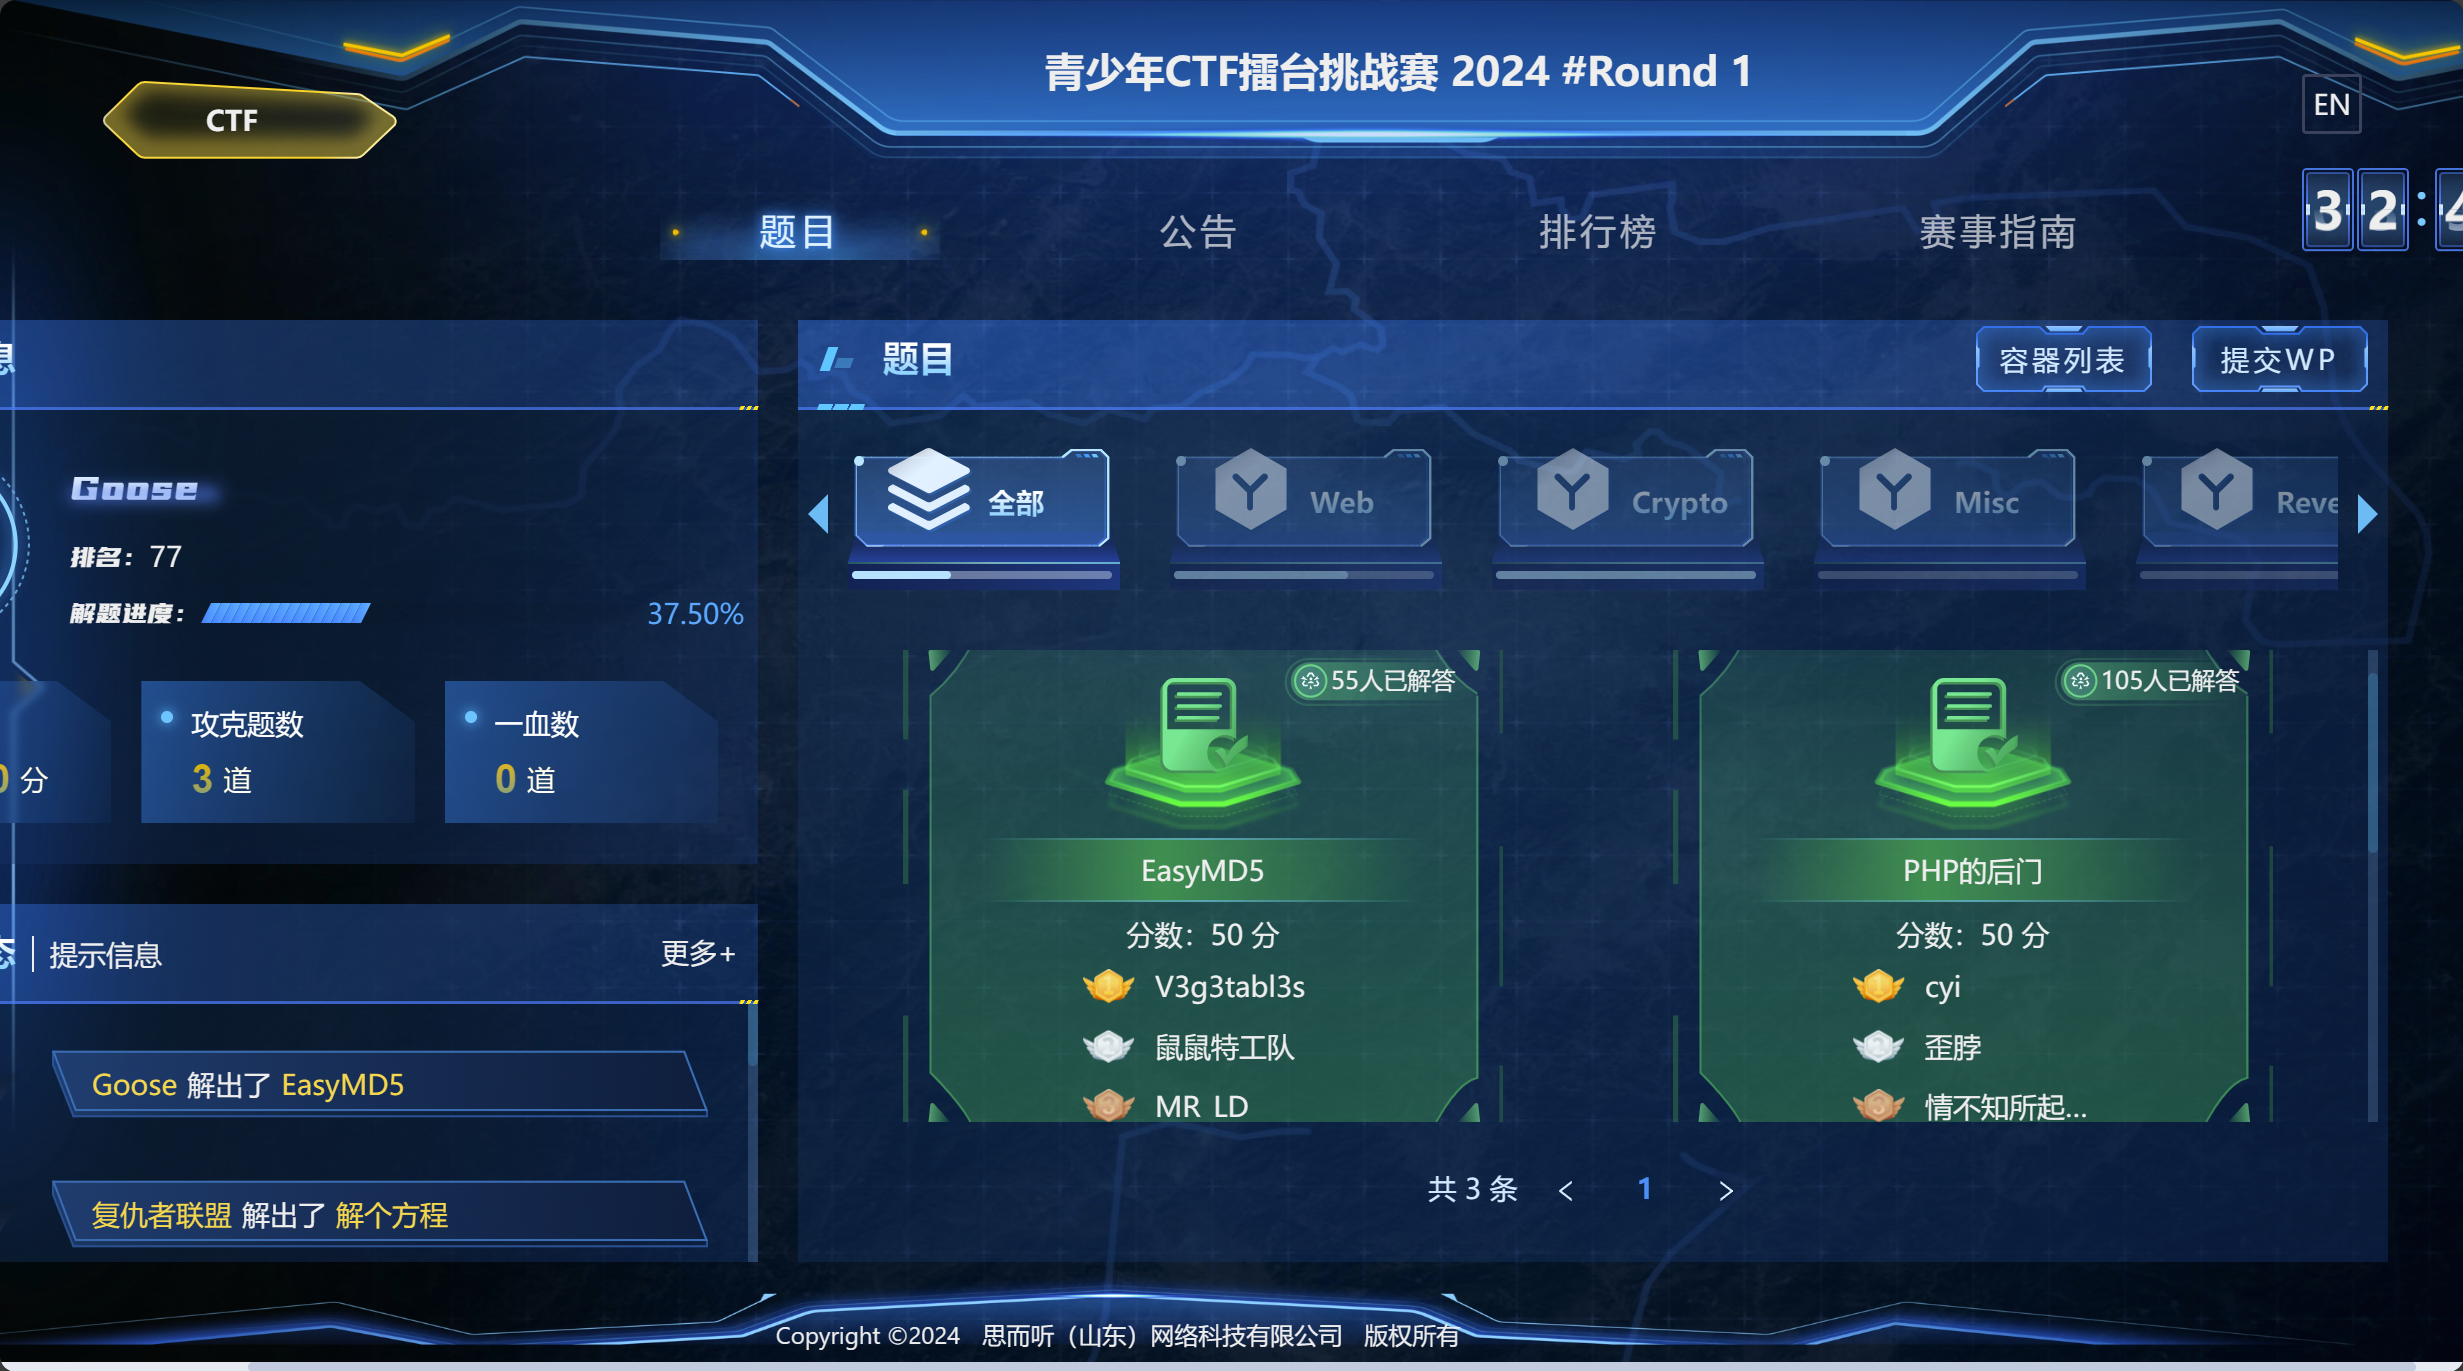 青少年CTF擂台挑战赛 2024 #Round 1
CTF
EN
32:4
题目
公告
排行榜
赛事指南
息
Goose
排名：77
解题进度：
37.50%
0 分
攻克题数
3 道
一血数
0 道
态
提示信息
更多+
Goose 解出了 EasyMD5
复仇者联盟 解出了 解个方程
题目
容器列表
提交WP
全部
Web
Crypto
Misc
Reve
55人已解答
EasyMD5
分数：50 分
V3g3tabl3s
鼠鼠特工队
MR_LD
105人已解答
PHP的后门
分数：50 分
cyi
歪脖
情不知所起...
共 3 条 < 1 >
Copyright ©2024 思而听（山东）网络科技有限公司 版权所有